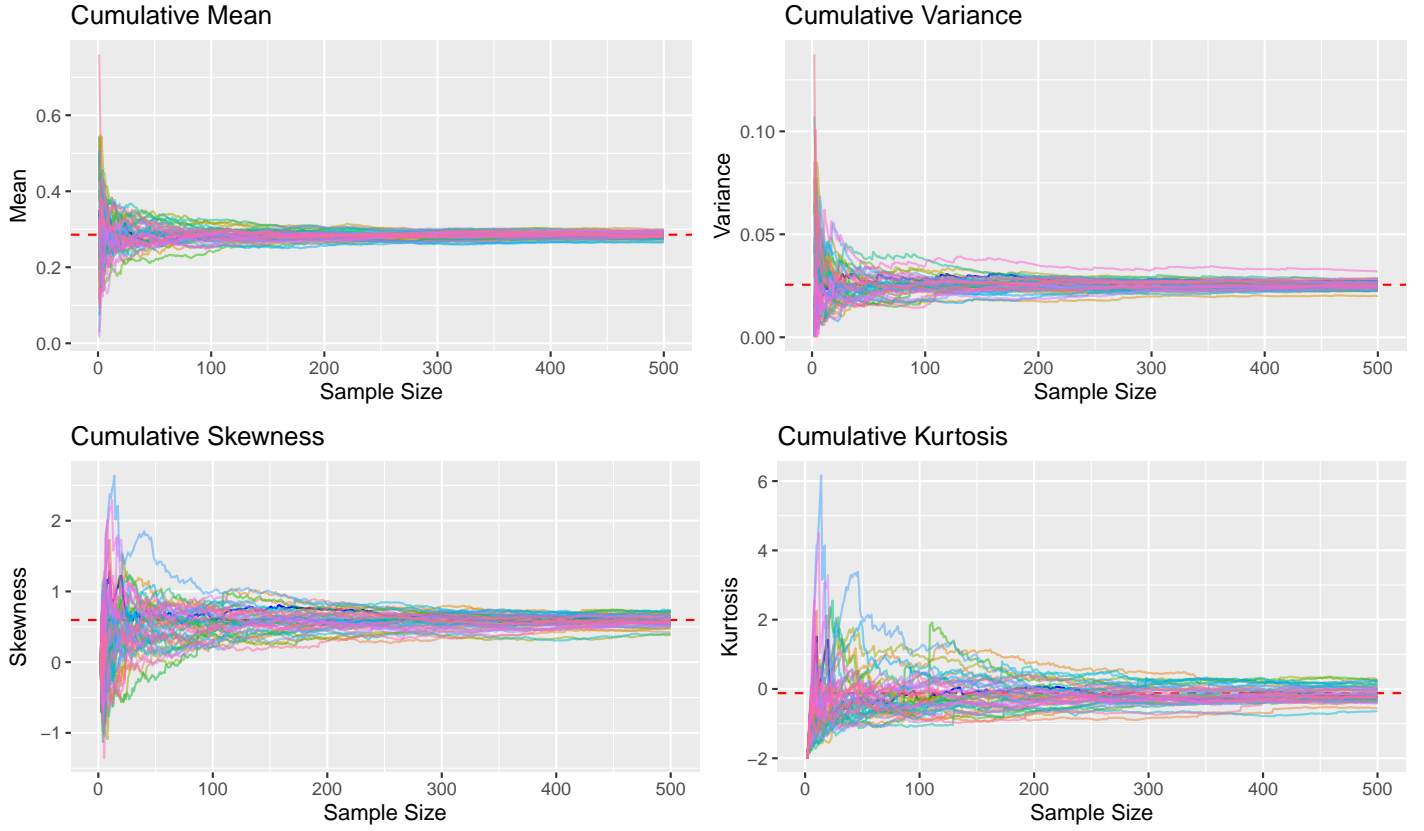 Cumulative Mean
Mean
0.6
0.4
0.2
0.0
0 100 200 300 400 500
Sample Size
Cumulative Variance
Variance
0.10
0.05
0.00
0 100 200 300 400 500
Sample Size
Cumulative Skewness
Skewness
2
1
0
−1
0 100 200 300 400 500
Sample Size
Cumulative Kurtosis
Kurtosis
6
4
2
0
−2
0 100 200 300 400 500
Sample Size